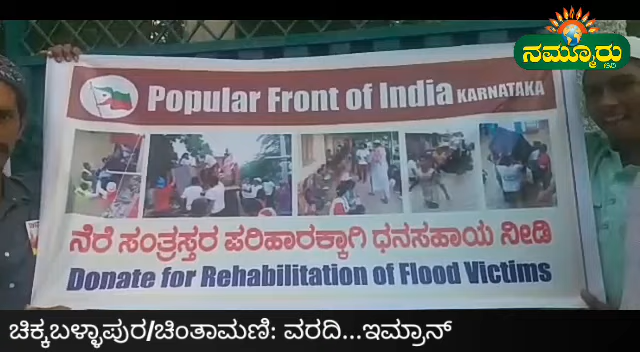 ನಮ್ಮೂರು
Popular Front of India KARNATAKA
ನೆರೆ ಸಂತ್ರಸ್ತರ ಪರಿಹಾರಕ್ಕಾಗಿ ಧನಸಹಾಯ ನೀಡಿ
Donate for Rehabilitation of Flood Victims
ಚಿಕ್ಕಬಳ್ಳಾಪುರ/ಚಿಂತಾಮಣಿ: ವರದಿ...ಇಮ್ರಾನ್